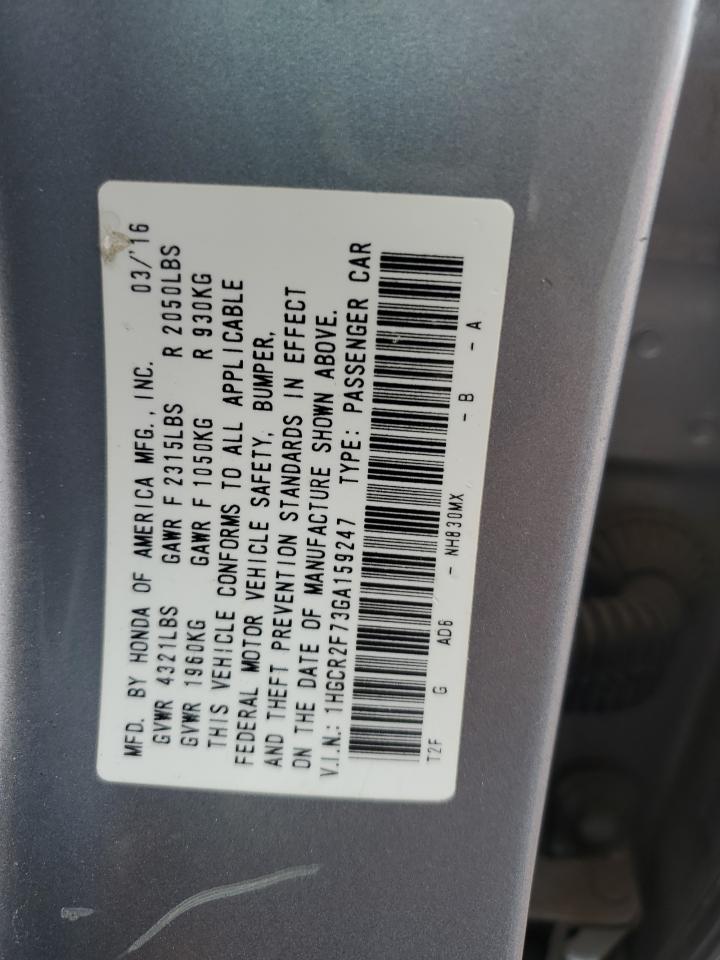 MFD. BY HONDA OF AMERICA MFG., INC. 03/'16
GVWR 4321LBS GAWR F 2315LBS R 2050LBS
GVWR 1960KG GAWR F 1050KG R 930KG
THIS VEHICLE CONFORMS TO ALL APPLICABLE
FEDERAL MOTOR VEHICLE SAFETY, BUMPER,
AND THEFT PREVENTION STANDARDS IN EFFECT
ON THE DATE OF MANUFACTURE SHOWN ABOVE.
V.I.N.: 1HGCR2F73GA159247 TYPE: PASSENGER CAR
T2F G AD6 - NH830MX - B - A